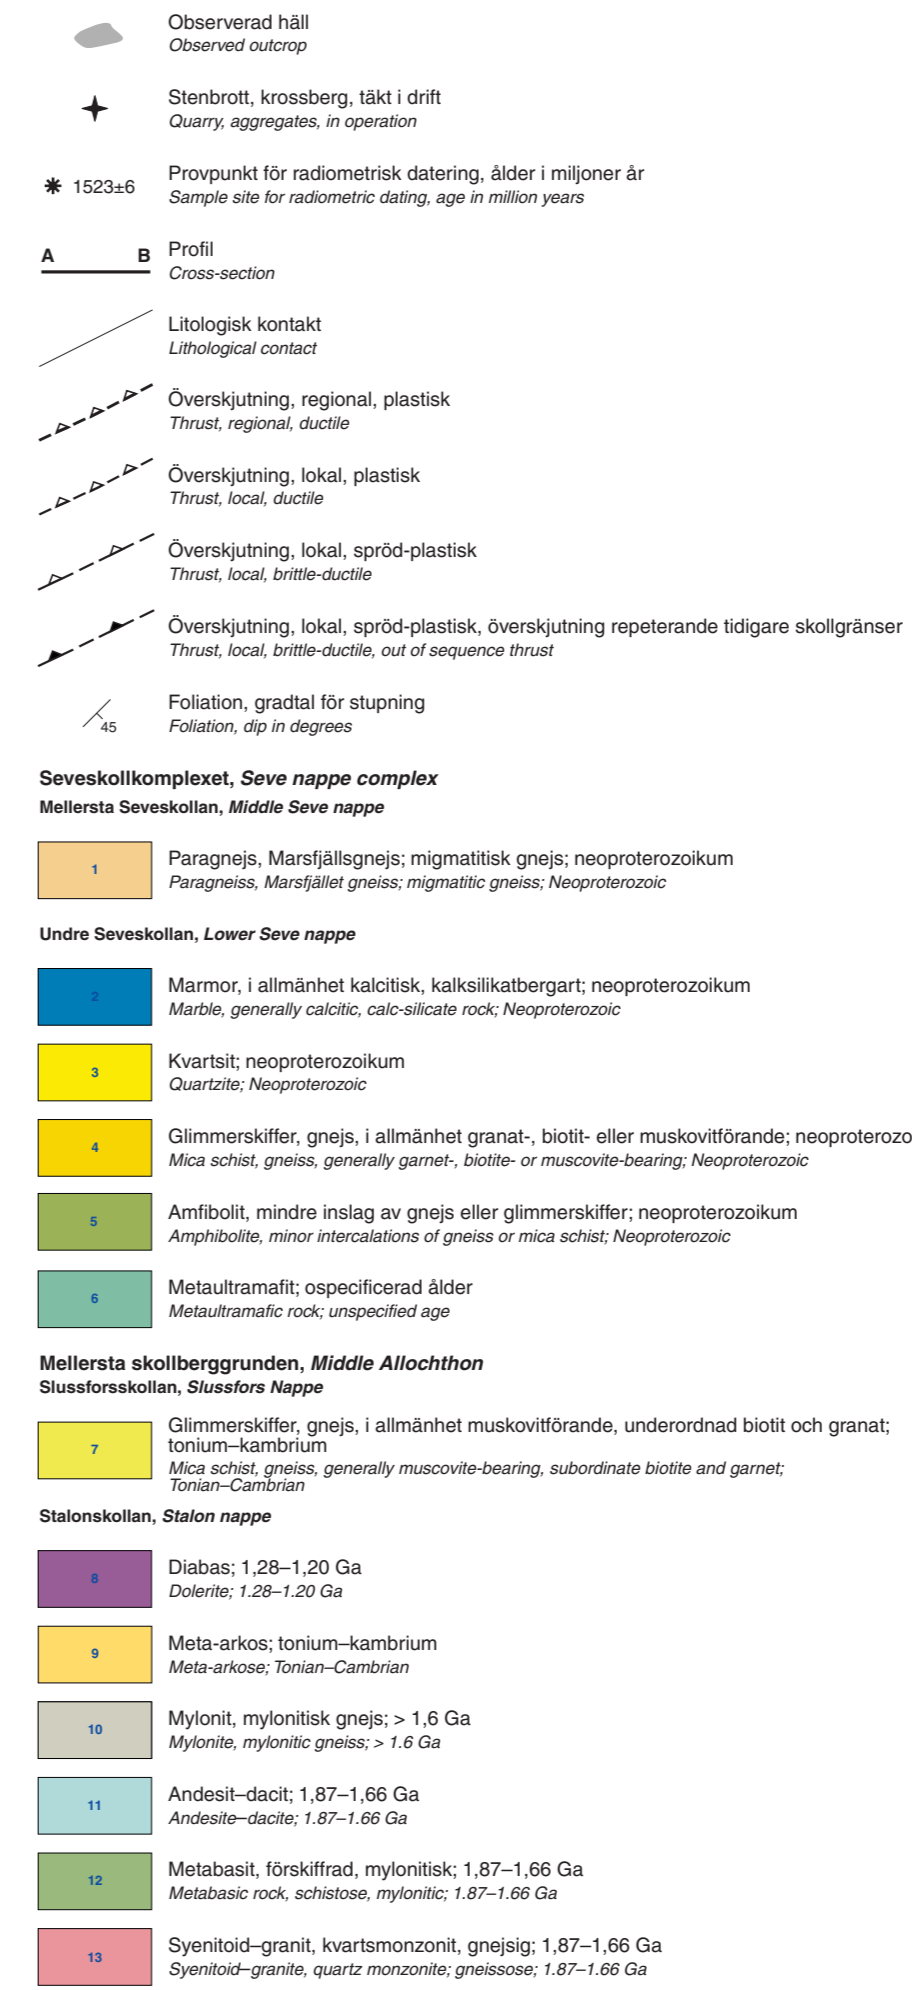 Observerad häll
Observed outcrop
Stenbrott, krossberg, täkt i drift
Quarry, aggregates, in operation
1523±6
Provpunkt för radiometrisk datering, ålder i miljoner år
Sample site for radiometric dating, age in million years
A B
Profil
Cross-section
Litologisk kontakt
Lithological contact
Överskjutning, regional, plastisk
Thrust, regional, ductile
Överskjutning, lokal, plastisk
Thrust, local, ductile
Överskjutning, lokal, spröd-plastisk
Thrust, local, brittle-ductile
Överskjutning, lokal, spröd-plastisk, överskjutning repeterande tidigare skollgränser
Thrust, local, brittle-ductile, out of sequence thrust
45
Foliation, gradtal för stupning
Foliation, dip in degrees
Seveskollkomplexet, Seve nappe complex
Mellersta Seveskollan, Middle Seve nappe
1
Paragnejs, Marsfjällsgnejs; migmatitisk gnejs; neoproterozoikum
Paragneiss, Marsfjället gneiss; migmatitic gneiss; Neoproterozoic
Undre Seveskollan, Lower Seve nappe
2
Marmor, i allmänhet kalcitisk, kalksilikatbergart; neoproterozoikum
Marble, generally calcitic, calc-silicate rock; Neoproterozoic
3
Kvartsit; neoproterozoikum
Quartzite; Neoproterozoic
4
Glimmerskiffer, gnejs, i allmänhet granat-, biotit- eller muskovitförande; neoproterozo
Mica schist, gneiss, generally garnet-, biotite- or muscovite-bearing; Neoproterozoic
5
Amfibolit, mindre inslag av gnejs eller glimmerskiffer; neoproterozoikum
Amphibolite, minor intercalations of gneiss or mica schist; Neoproterozoic
6
Metaultramafit; ospecificerad ålder
Metaultramafic rock; unspecified age
Mellersta skollberggrunden, Middle Allochthon
Slussforsskollan, Slussfors Nappe
7
Glimmerskiffer, gnejs, i allmänhet muskovitförande, underordnad biotit och granat;
tonium–kambrium
Mica schist, gneiss, generally muscovite-bearing, subordinate biotite and garnet;
Tonian–Cambrian
Stalonskollan, Stalon nappe
8
Diabas; 1,28–1,20 Ga
Dolerite; 1.28–1.20 Ga
9
Meta-arkos; tonium–kambrium
Meta-arkose; Tonian–Cambrian
10
Mylonit, mylonitisk gnejs; > 1,6 Ga
Mylonite, mylonitic gneiss; > 1.6 Ga
11
Andesit–dacit; 1,87–1,66 Ga
Andesite–dacite; 1.87–1.66 Ga
12
Metabasit, förskiffrad, mylonitisk; 1,87–1,66 Ga
Metabasic rock, schistose, mylonitic; 1.87–1.66 Ga
13
Syenitoid–granit, kvartsmonzonit, gnejsig; 1,87–1,66 Ga
Syenitoid–granite, quartz monzonite; gneissose; 1.87–1.66 Ga